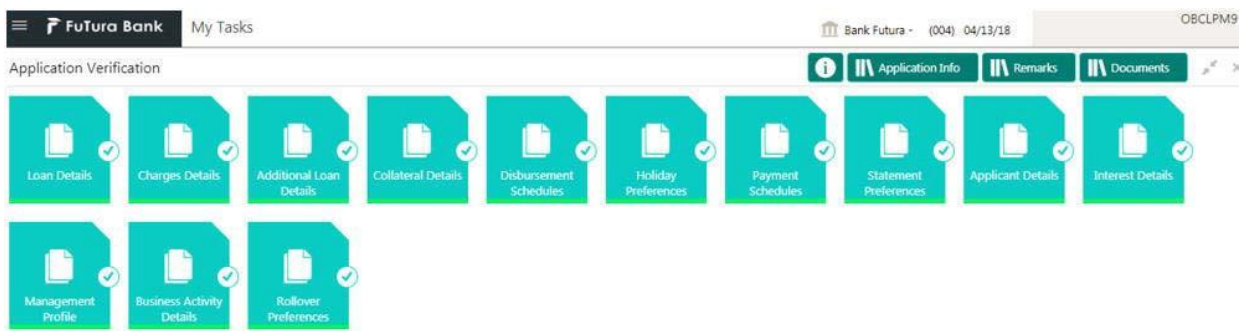 FuTura Bank My Tasks Bank Futura - (004) 04/13/18 OBCLPM9
Application Verification i Application Info Remarks Documents
Loan Details
Charges Details
Additional Loan
Details
Collateral Details
Disbursement
Schedules
Holiday
Preferences
Payment
Schedules
Statement
Preferences
Applicant Details
Interest Details
Management
Profile
Business Activity
Details
Rollover
Preferences